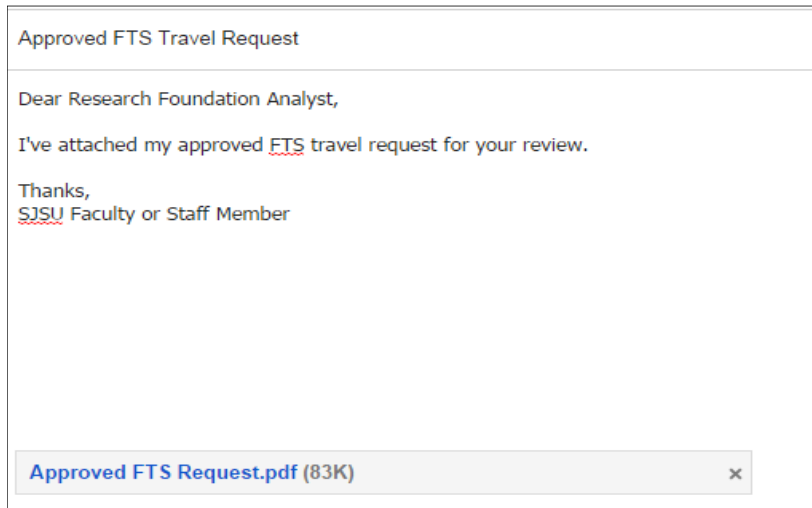 Approved FTS Travel Request
Dear Research Foundation Analyst,
I've attached my approved FTS travel request for your review.
Thanks,
SJSU Faculty or Staff Member
Approved FTS Request.pdf (83K) ×